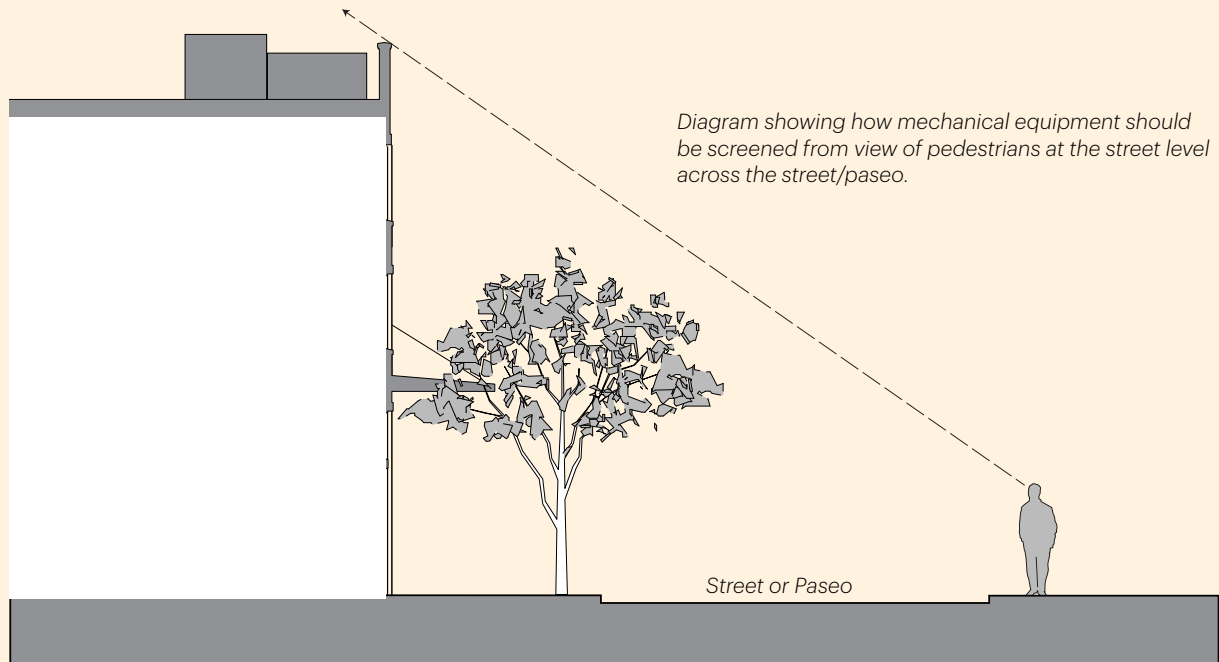 Diagram showing how mechanical equipment should
be screened from view of pedestrians at the street level
across the street/paseo.
Street or Paseo